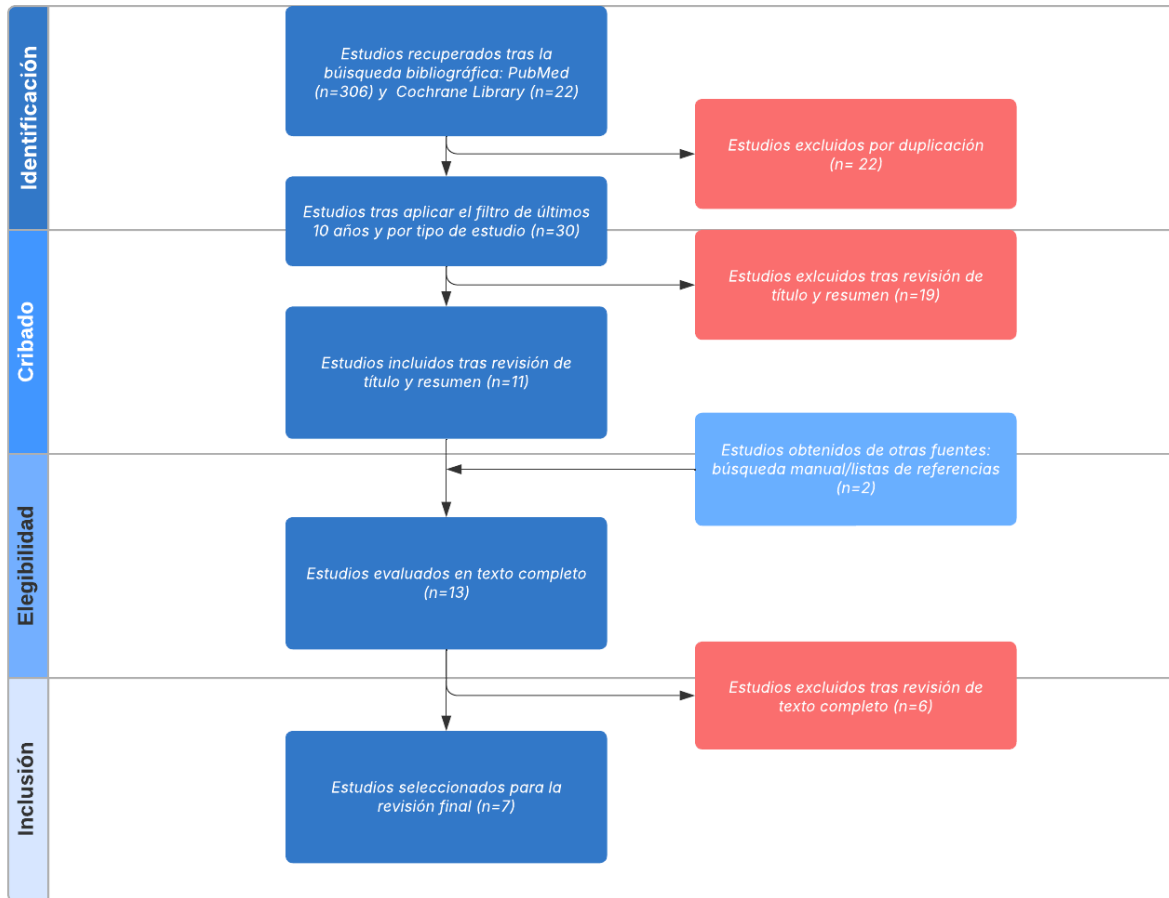 Identificación
Estudios recuperados tras la
búisqueda bibliográfica: PubMed
(n=306) y Cochrane Library (n=22)
Estudios excluidos por duplicación
(n= 22)
Estudios tras aplicar el filtro de últimos
10 años y por tipo de estudio (n=30)
Cribado
Estudios exlcuidos tras revisión de
título y resumen (n=19)
Estudios incluidos tras revisión de
título y resumen (n=11)
Estudios obtenidos de otras fuentes:
búsqueda manual/listas de referencias
(n=2)
Elegibilidad
Estudios evaluados en texto completo
(n=13)
Estudios excluidos tras revisión de
texto completo (n=6)
Inclusión
Estudios seleccionados para la
revisión final (n=7)